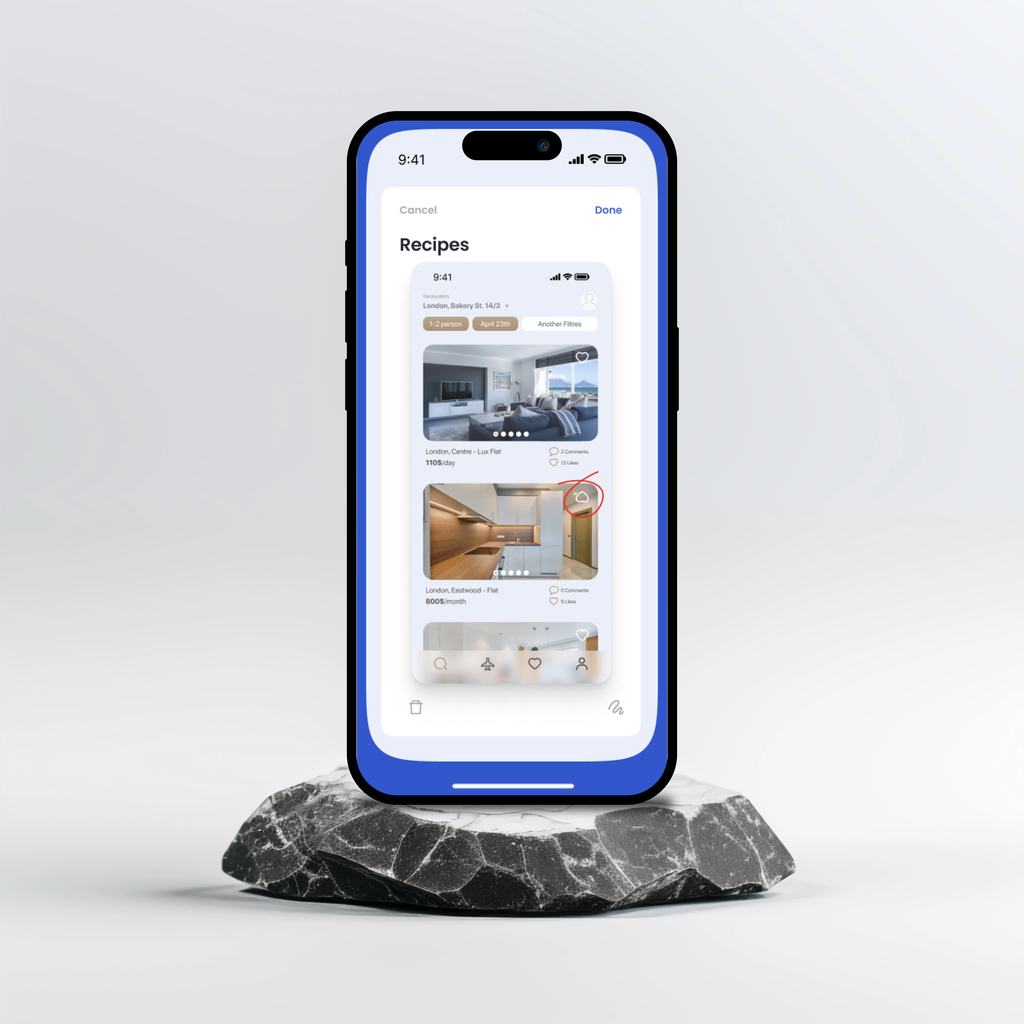 9:41
Cancel Done
Recipes
9:41
Geolocation
London, Bakery St. 14/3
1-2 person April 23th Another Filtres
London, Centre - Lux Flat 2 Comments
110$/day 13 Likes
London, Eastwood - Flat 0 Comments
800$/month 5 Likes